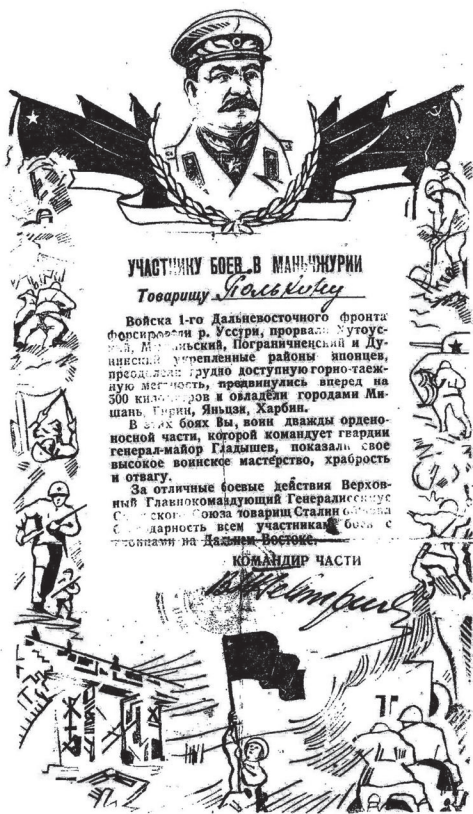 УЧАСТНИКУ БОЕВ В МАНЬЧЖУРИИ
Товарищу
Войска 1-го Дальневосточного фронта
форсировали р. Уссури, прорвали Хутоус-
Пограничненский и Ду-
укрепленные районы японцев,
преодолели трудно доступную горно-таеж-
ную местность, продвинулись вперед на
500 километров и овладели городами Ми-
шань, Гирин, Яньцзи, Харбин.
В этих боях Вы, воин дважды ордено-
носной части, которой командует гвардии
генерал-майор Гладышев, показали свое
высокое воинское мастерство, храбрость
и отвагу.
За отличные боевые действия Верхов-
ный Главнокомандующий Генералиссимус
Советского Союза товарищ Сталин объявил
благодарность всем участникам боев с
японцами на Дальнем Востоке.
КОМАНДИР ЧАСТИ